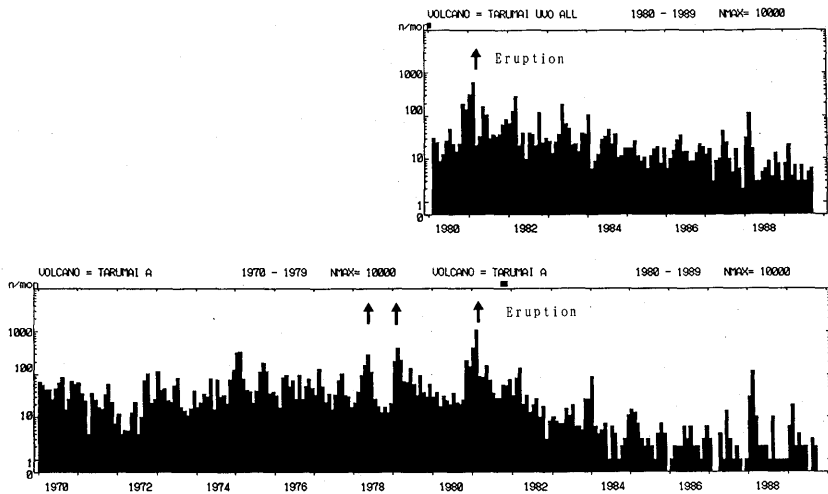 VOLCANO = TARUMAI UVO ALL 1980 - 1989 NMAX= 10000
n/mo
Eruption
1000
100
10
1
0
1980 1982 1984 1986 1988
VOLCANO = TARUMAI A 1970 - 1979 NMAX= 10000 VOLCANO = TARUMAI A 1980 - 1989 NMAX= 10000
n/mo
Eruption
1000
100
10
1
0
1970 1972 1974 1976 1978 1980 1982 1984 1986 1988